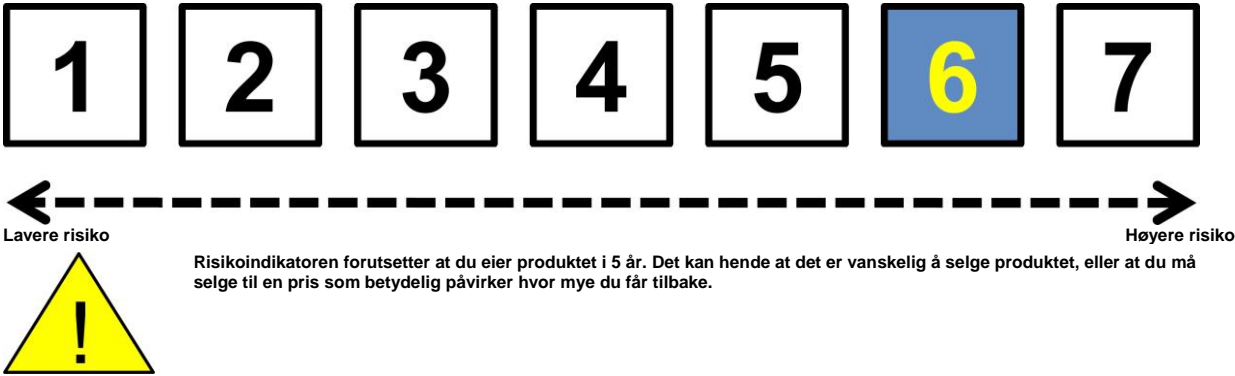 1 2 3 4 5 6 7
Lavere risiko Høyere risiko
Risikoindikatoren forutsetter at du eier produktet i 5 år. Det kan hende at det er vanskelig å selge produktet, eller at du må
selge til en pris som betydelig påvirker hvor mye du får tilbake.
!